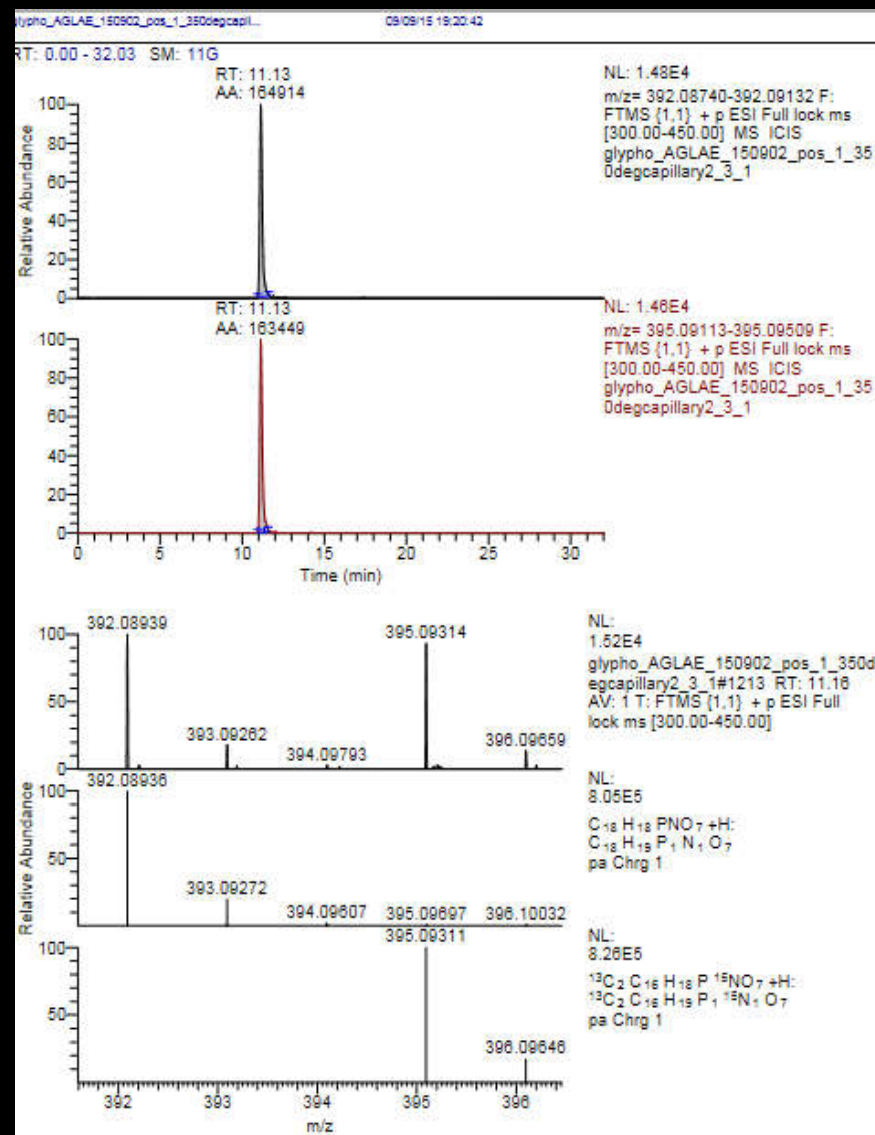 glypho_AGLAE_150902_pos_1_350degcapil... 09/09/15 19:20:42
RT: 0.00 - 32.03 SM: 11G
RT: 11.13
AA: 164914
NL: 1.48E4
m/z= 392.08740-392.09132 F:
FTMS {1,1} + p ESI Full lock ms
[300.00-450.00] MS ICIS
glypho_AGLAE_150902_pos_1_35
0degcapillary2_3_1
100
80
60
40
20
0
Relative Abundance
RT: 11.13
AA: 163449
NL: 1.46E4
m/z= 395.09113-395.09509 F:
FTMS {1,1} + p ESI Full lock ms
[300.00-450.00] MS ICIS
glypho_AGLAE_150902_pos_1_35
0degcapillary2_3_1
100
80
60
40
20
0
0 5 10 15 20 25 30
Time (min)
392.08939
393.09262
394.09793
395.09314
396.09659
100
50
0
NL:
1.52E4
glypho_AGLAE_150902_pos_1_350d
egcapillary2_3_1#1213 RT: 11.16
AV: 1 T: FTMS {1,1} + p ESI Full
lock ms [300.00-450.00]
Relative Abundance
392.08936
393.09272
394.09607
395.09697
396.10032
100
50
NL:
8.05E5
C₁₈ H₁₈ PNO₇ +H:
C₁₈ H₁₉ P₁ N₁ O₇
pa Chrg 1
395.09311
396.09646
100
50
NL:
8.26E5
¹³C₂ C₁₆ H₁₈ P ¹⁵NO₇ +H:
¹³C₂ C₁₆ H₁₉ P₁ ¹⁵N₁ O₇
pa Chrg 1
392 393 394 395 396
m/z